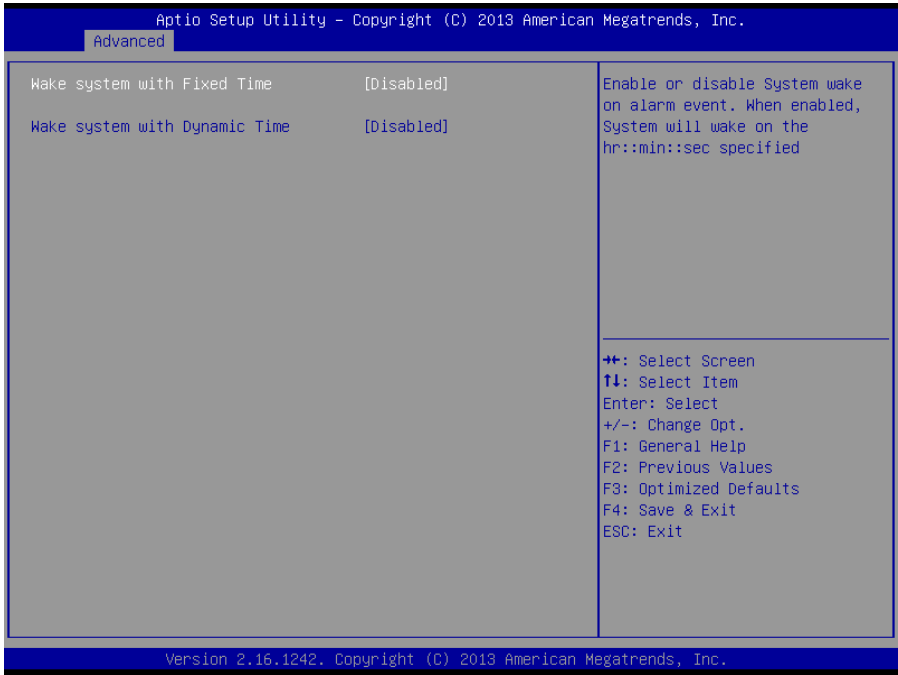 Aptio Setup Utility – Copyright (C) 2013 American Megatrends, Inc.
Advanced
Wake system with Fixed Time [Disabled]
Wake system with Dynamic Time [Disabled]
Enable or disable System wake
on alarm event. When enabled,
System will wake on the
hr::min::sec specified
→←: Select Screen
↑↓: Select Item
Enter: Select
+/-: Change Opt.
F1: General Help
F2: Previous Values
F3: Optimized Defaults
F4: Save & Exit
ESC: Exit
Version 2.16.1242. Copyright (C) 2013 American Megatrends, Inc.